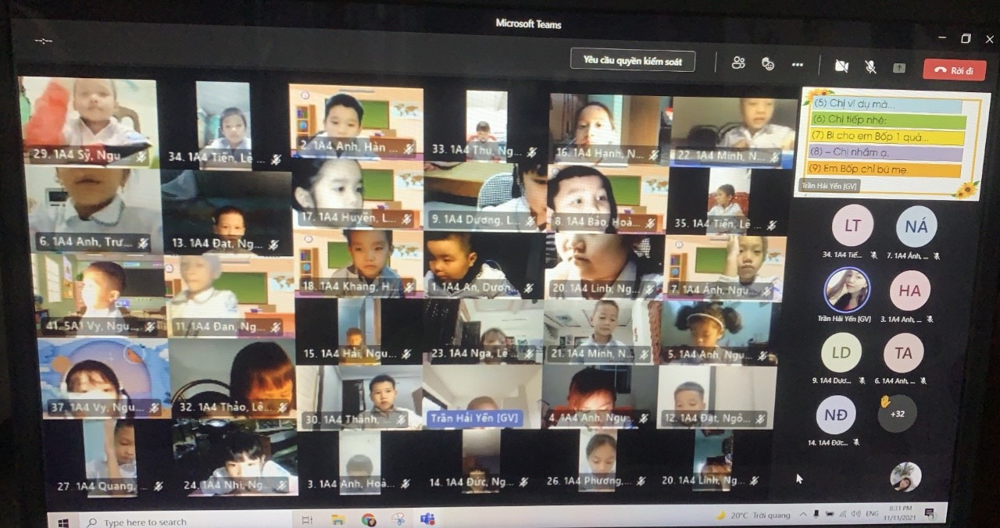 Microsoft Teams
Yêu cầu quyền kiểm soát
Rời đi
29. 1A4 Sỹ, Ngu...
34. 1A4 Tiến, Lê ...
2. 1A4 Anh, Hàn ...
33. 1A4 Thu, Ng...
16. 1A4 Hạnh, N...
22. 1A4 Minh, N...
(5) Chị ví dụ mà...
(6) Chị tiếp nhé:
(7) Bi cho em Bốp 1 quả...
(8) – Chị nhầm ạ.
(9) Em Bốp chỉ bú mẹ.
Trần Hải Yến [GV]
6. 1A4 Anh, Trư...
13. 1A4 Đạt, Ng...
17. 1A4 Huyền, L...
9. 1A4 Dương, L...
8. 1A4 Bảo, Hoà...
35. 1A4 Tiến, Lê ...
LT
NÁ
34. 1A4 Tiế...
7. 1A4 Ánh, ...
41. 5A1 Vy, Ngu...
11. 1A4 Đan, Ng...
18. 1A4 Khang, H...
1. 1A4 An, Dươn...
20. 1A4 Linh, Ng...
7. 1A4 Ánh, Ngu...
HA
Trần Hải Yến [GV]
3. 1A4 Anh, ...
15. 1A4 Hải, Ngu...
23. 1A4 Nga, Lê ...
21. 1A4 Minh, N...
5. 1A4 Anh, Ngu...
LD
TA
9. 1A4 Dươ...
6. 1A4 Anh, ...
37. 1A4 Vy, Ngu...
32. 1A4 Thảo, Lê...
30. 1A4 Thành, ...
Trần Hải Yến [GV]
4. 1A4 Anh, Ngu...
12. 1A4 Đạt, Ngô...
NĐ
+32
14. 1A4 Đức...
27. 1A4 Quang, ...
24. 1A4 Nhi, Ng...
3. 1A4 Anh, Hoà...
14. 1A4 Đức, Ng...
26. 1A4 Phương, ...
20. 1A4 Linh, Ng...
Type here to search
20°C Trời quang
ENG
8:31 PM
11/11/2021